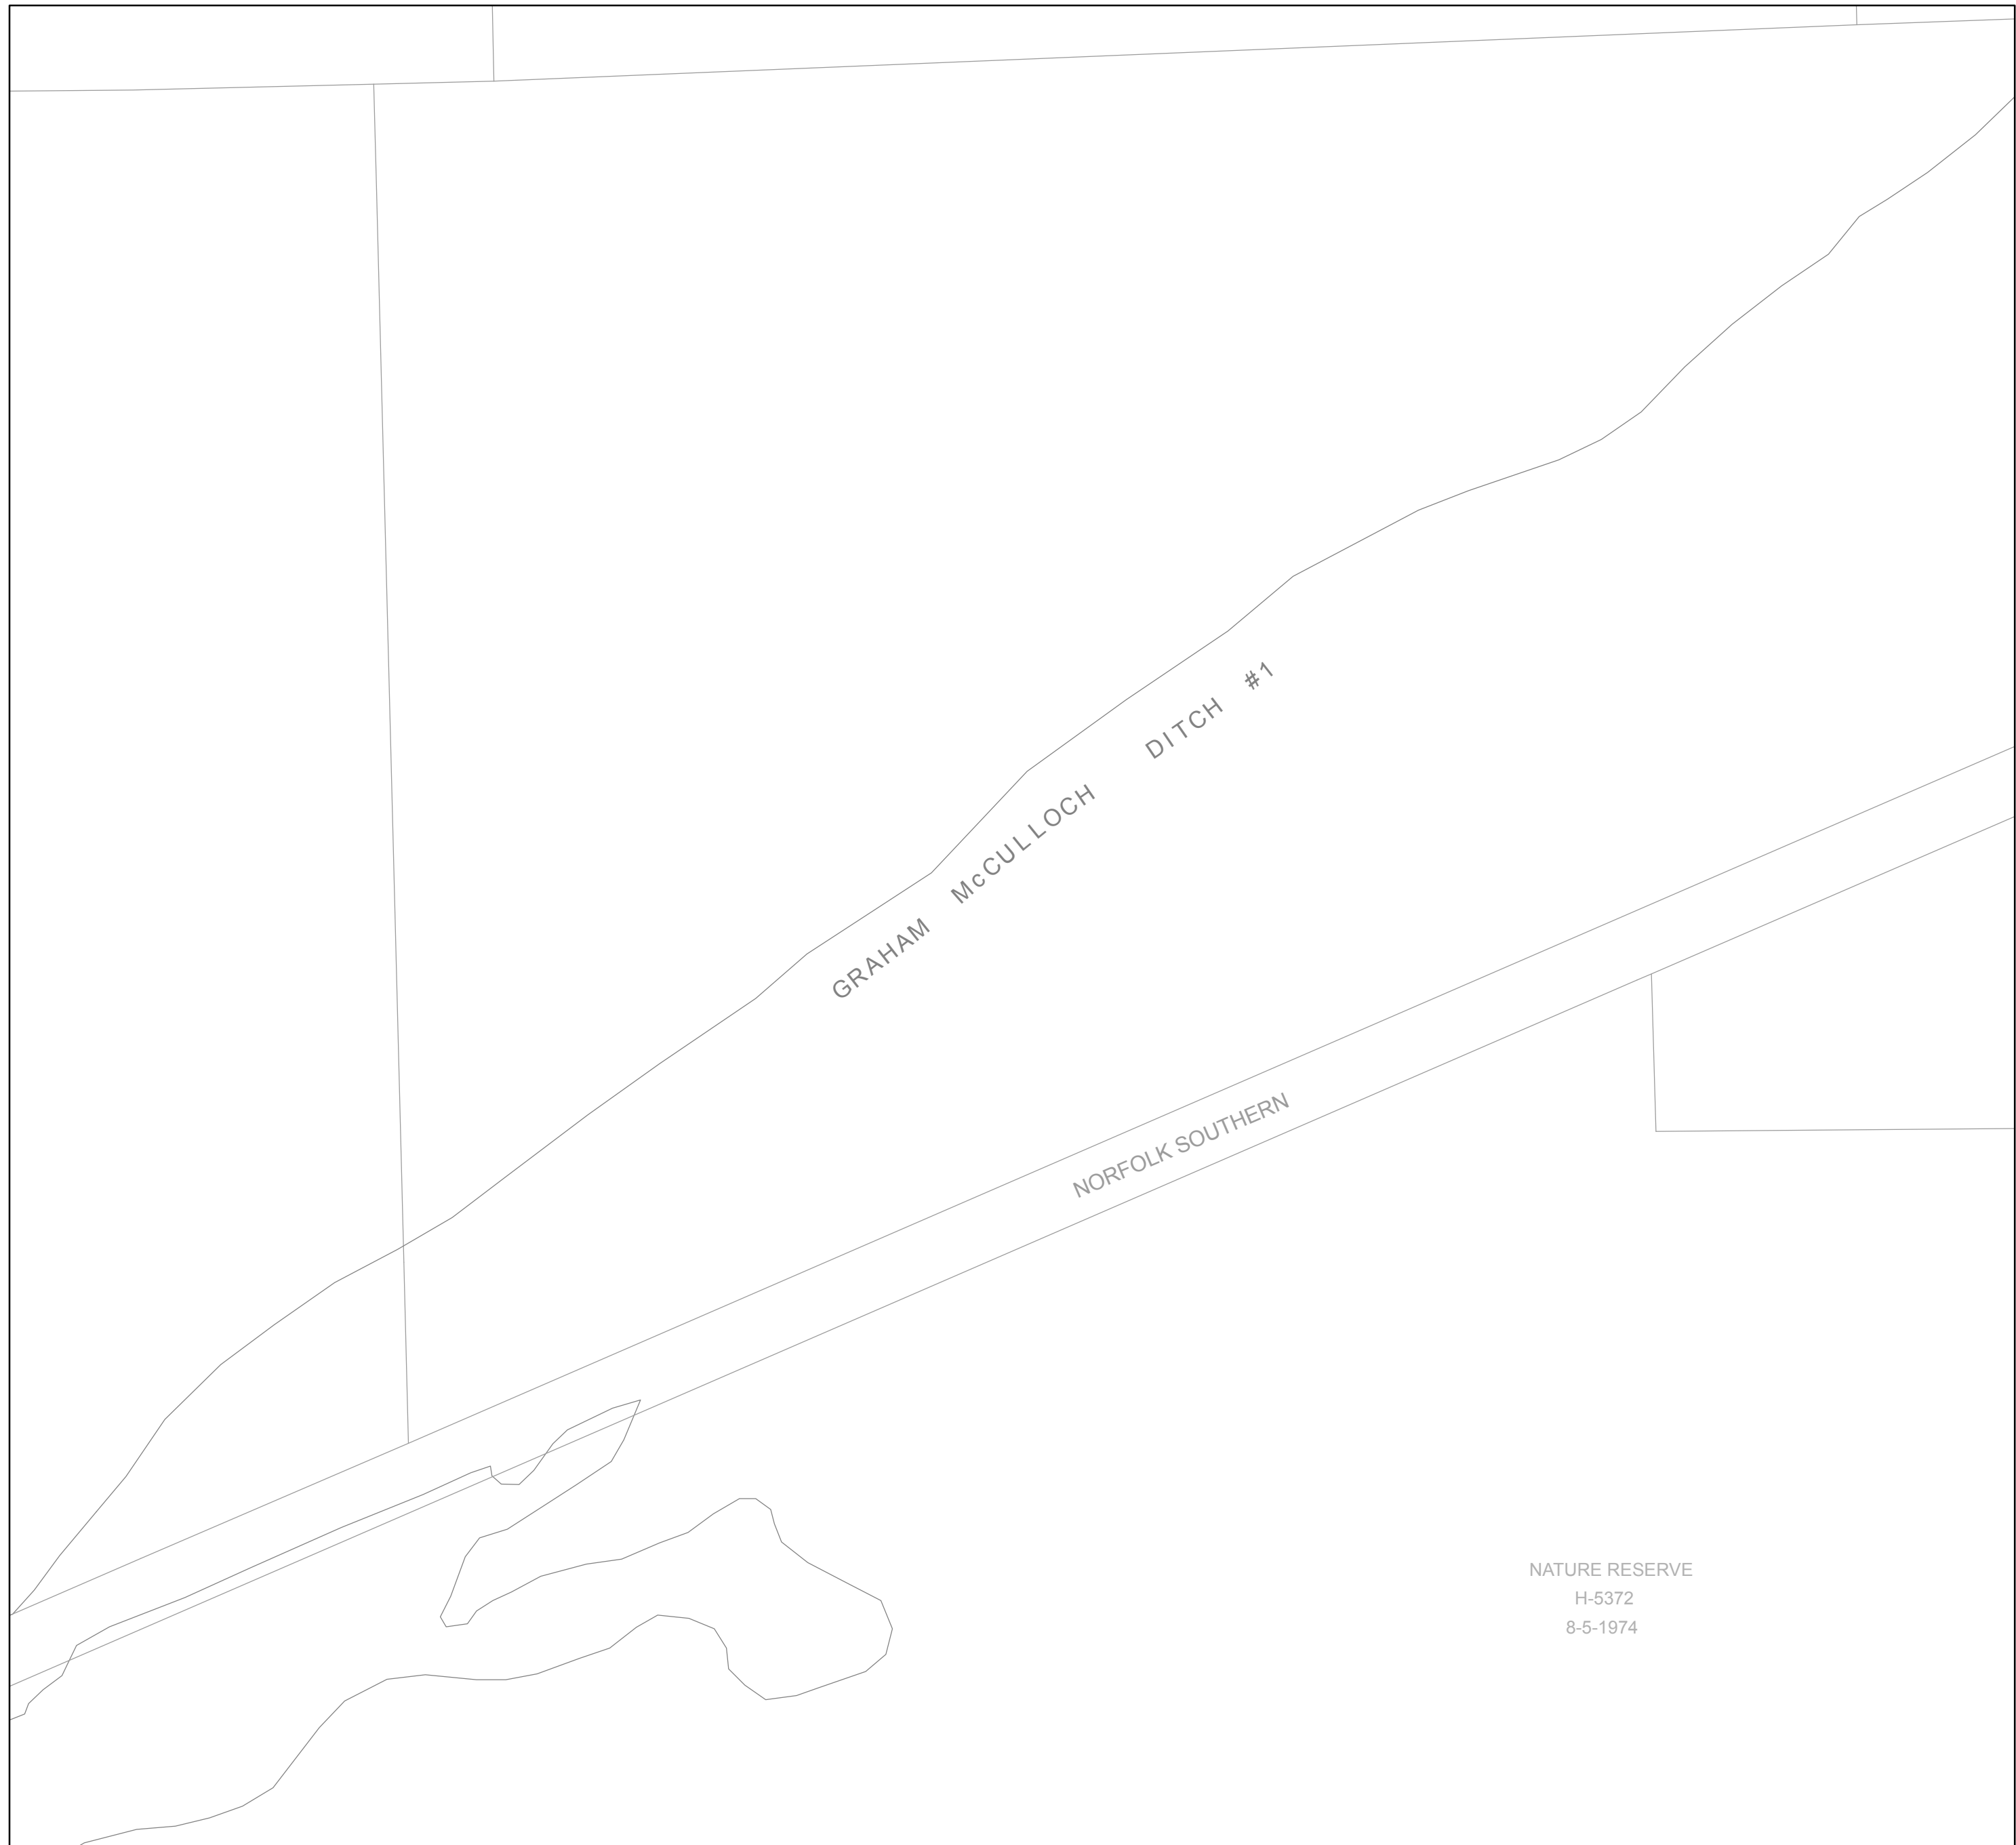 GRAHAM McCULLOCH DITCH #1
NORFOLK SOUTHERN
NATURE RESERVE
H-5372
8-5-1974